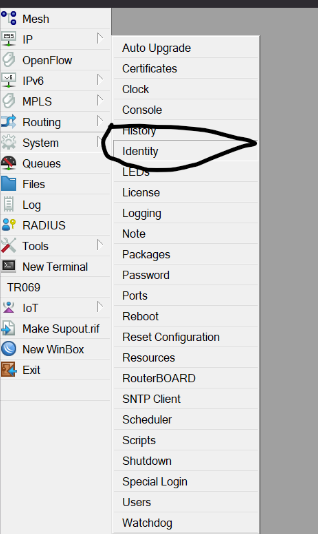 Mesh
IP
OpenFlow
IPv6
MPLS
Routing
System
Queues
Files
Log
RADIUS
Tools
New Terminal
TR069
IoT
Make Supout.rif
New WinBox
Exit
Auto Upgrade
Certificates
Clock
Console
History
Identity
LEDs
License
Logging
Note
Packages
Password
Ports
Reboot
Reset Configuration
Resources
RouterBOARD
SNTP Client
Scheduler
Scripts
Shutdown
Special Login
Users
Watchdog